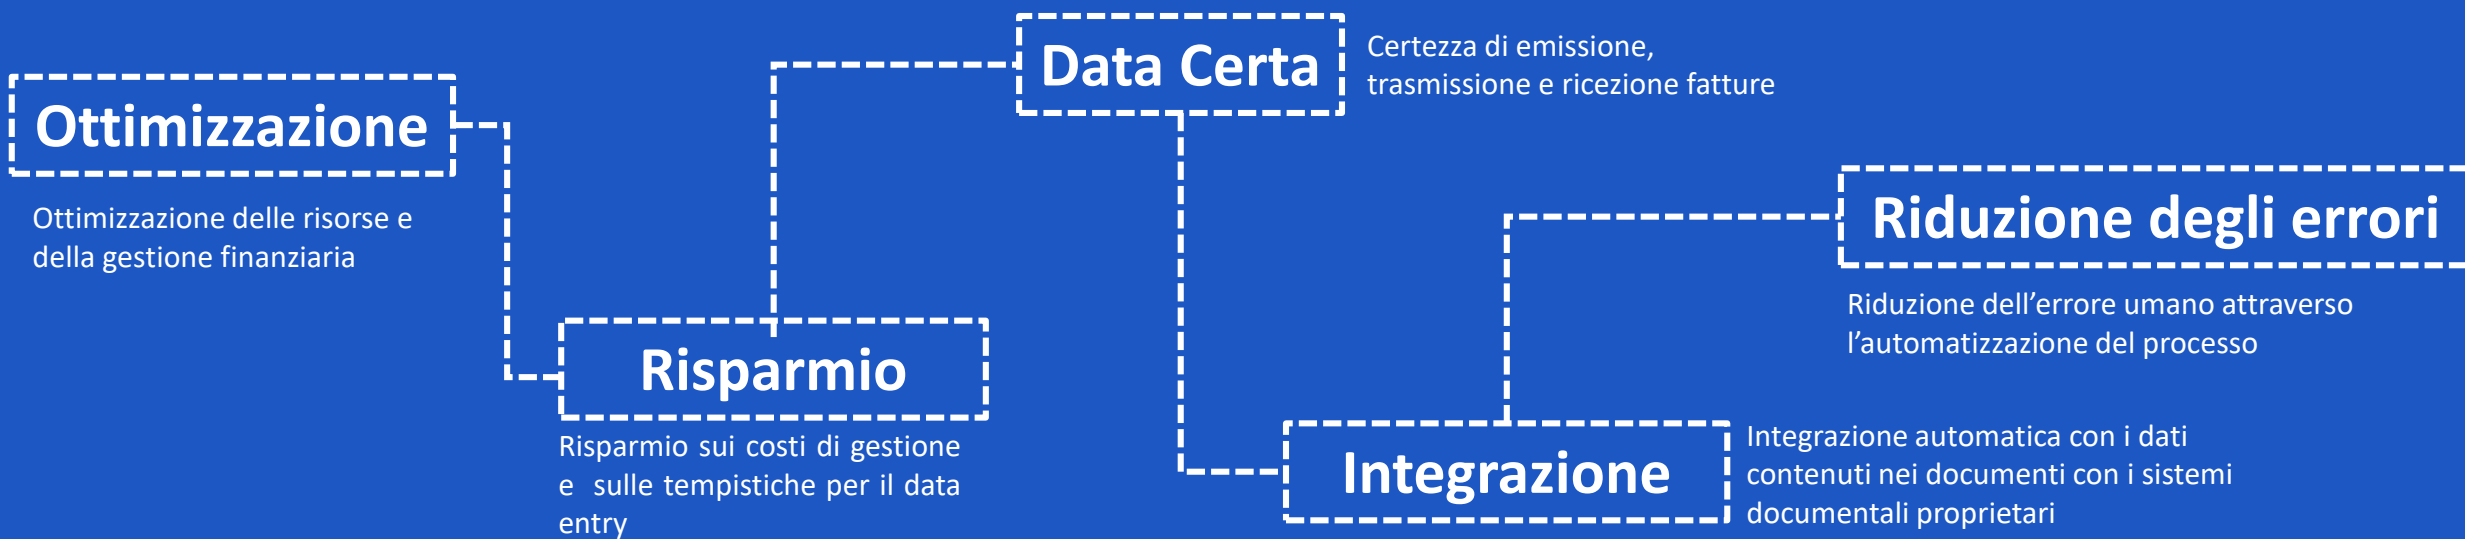 Ottimizzazione
Ottimizzazione delle risorse e
della gestione finanziaria
Risparmio
Risparmio sui costi di gestione
e sulle tempistiche per il data
entry
Data Certa
Certezza di emissione,
trasmissione e ricezione fatture
Integrazione
Integrazione automatica con i dati
contenuti nei documenti con i sistemi
documentali proprietari
Riduzione degli errori
Riduzione dell’errore umano attraverso
l’automatizzazione del processo